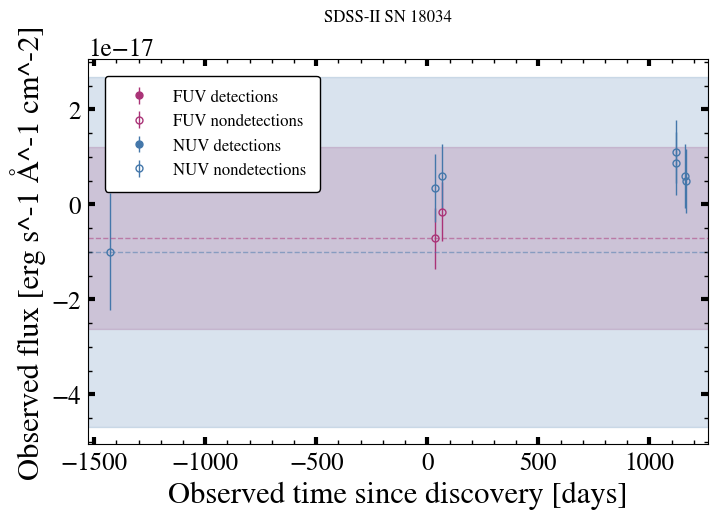 SDSS-II SN 18034
1e−17
FUV detections
FUV nondetections
NUV detections
NUV nondetections
2
0
−2
−4
Observed flux [erg s^-1 Å^-1 cm^-2]
−1500 −1000 −500 0 500 1000
Observed time since discovery [days]